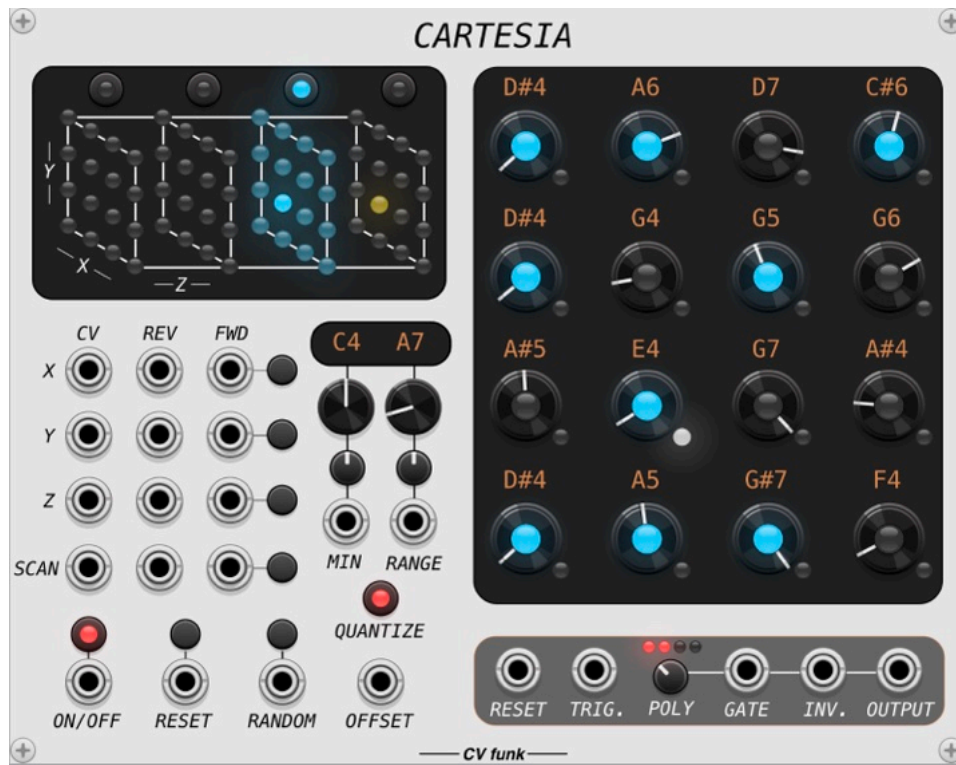 CARTESIA
Y
X
Z
D#4 A6 D7 C#6
D#4 G4 G5 G6
A#5 E4 G7 A#4
D#4 A5 G#7 F4
CV REV FWD
C4 A7
X
Y
Z
SCAN
MIN RANGE
QUANTIZE
ON/OFF RESET RANDOM OFFSET
RESET TRIG. POLY GATE INV. OUTPUT
CV funk